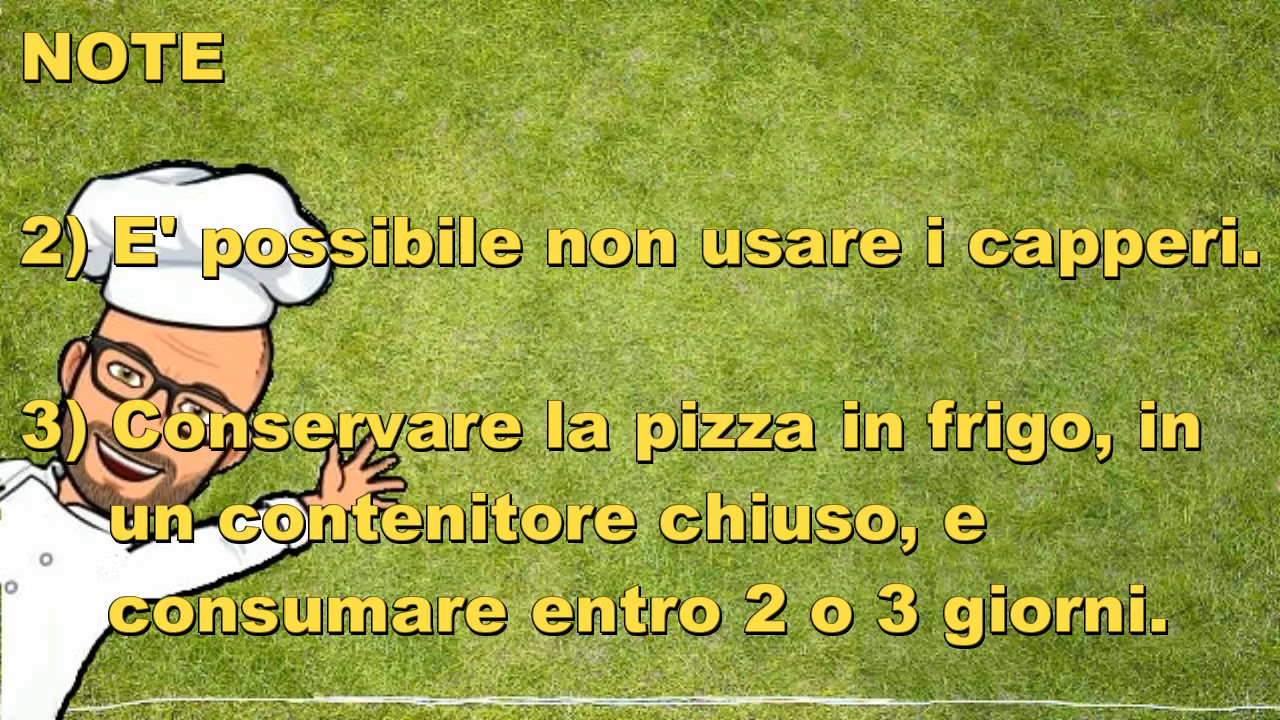 NOTE
2) E' possibile non usare i capperi.
3) Conservare la pizza in frigo, in
un contenitore chiuso, e
consumare entro 2 o 3 giorni.